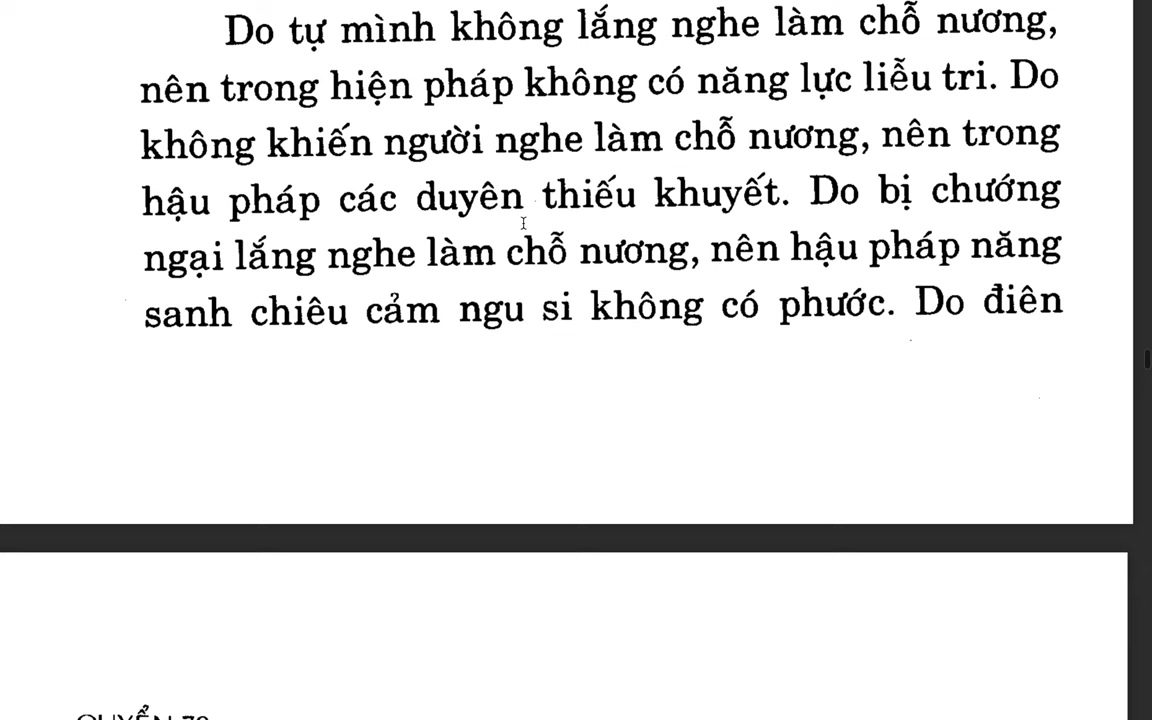 Do tự mình không lắng nghe làm chỗ nương,
nên trong hiện pháp không có năng lực liễu tri. Do
không khiến người nghe làm chỗ nương, nên trong
hậu pháp các duyên thiếu khuyết. Do bị chướng
ngại lắng nghe làm chỗ nương, nên hậu pháp năng
sanh chiêu cảm ngu si không có phước. Do điên